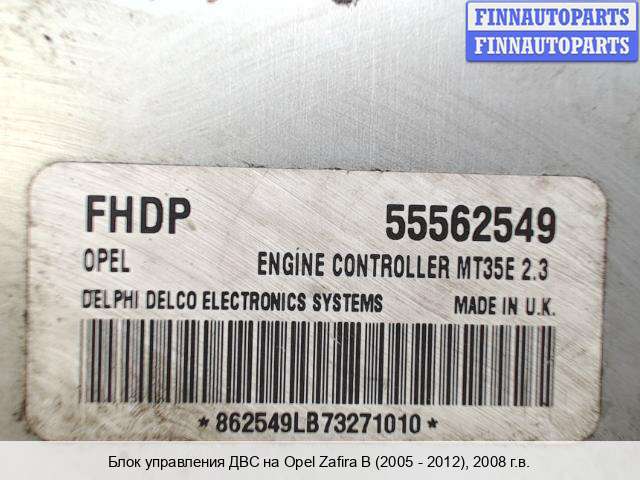 FINNAUTOPARTS
FINNAUTOPARTS
FHDP 55562549
OPEL ENGINE CONTROLLER MT35E 2.3
DELPHI DELCO ELECTRONICS SYSTEMS MADE IN U.K.
*862549LB73271010*
Блок управления ДВС на Opel Zafira B (2005 - 2012), 2008 г.в.